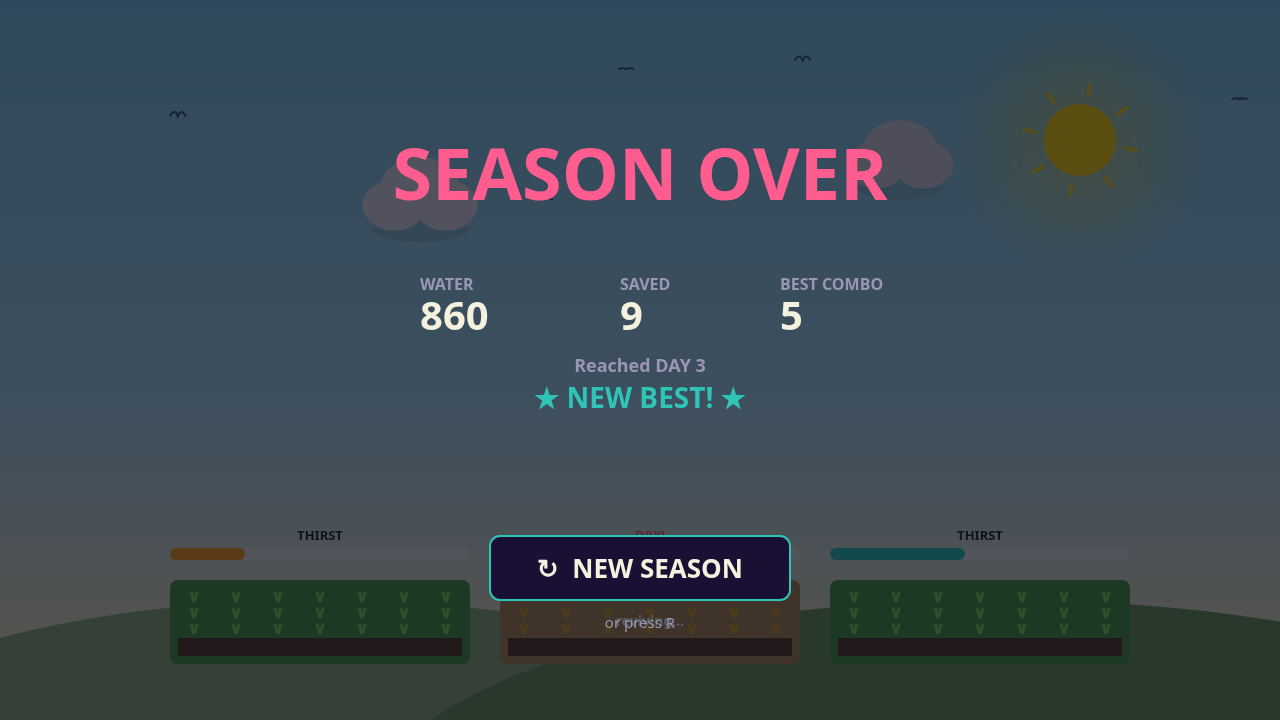 SEASON OVER
WATER
SAVED
BEST COMBO
860
9
5
Reached DAY 3
★ NEW BEST! ★
THIRST
DRY!
THIRST
↻ NEW SEASON
or press R